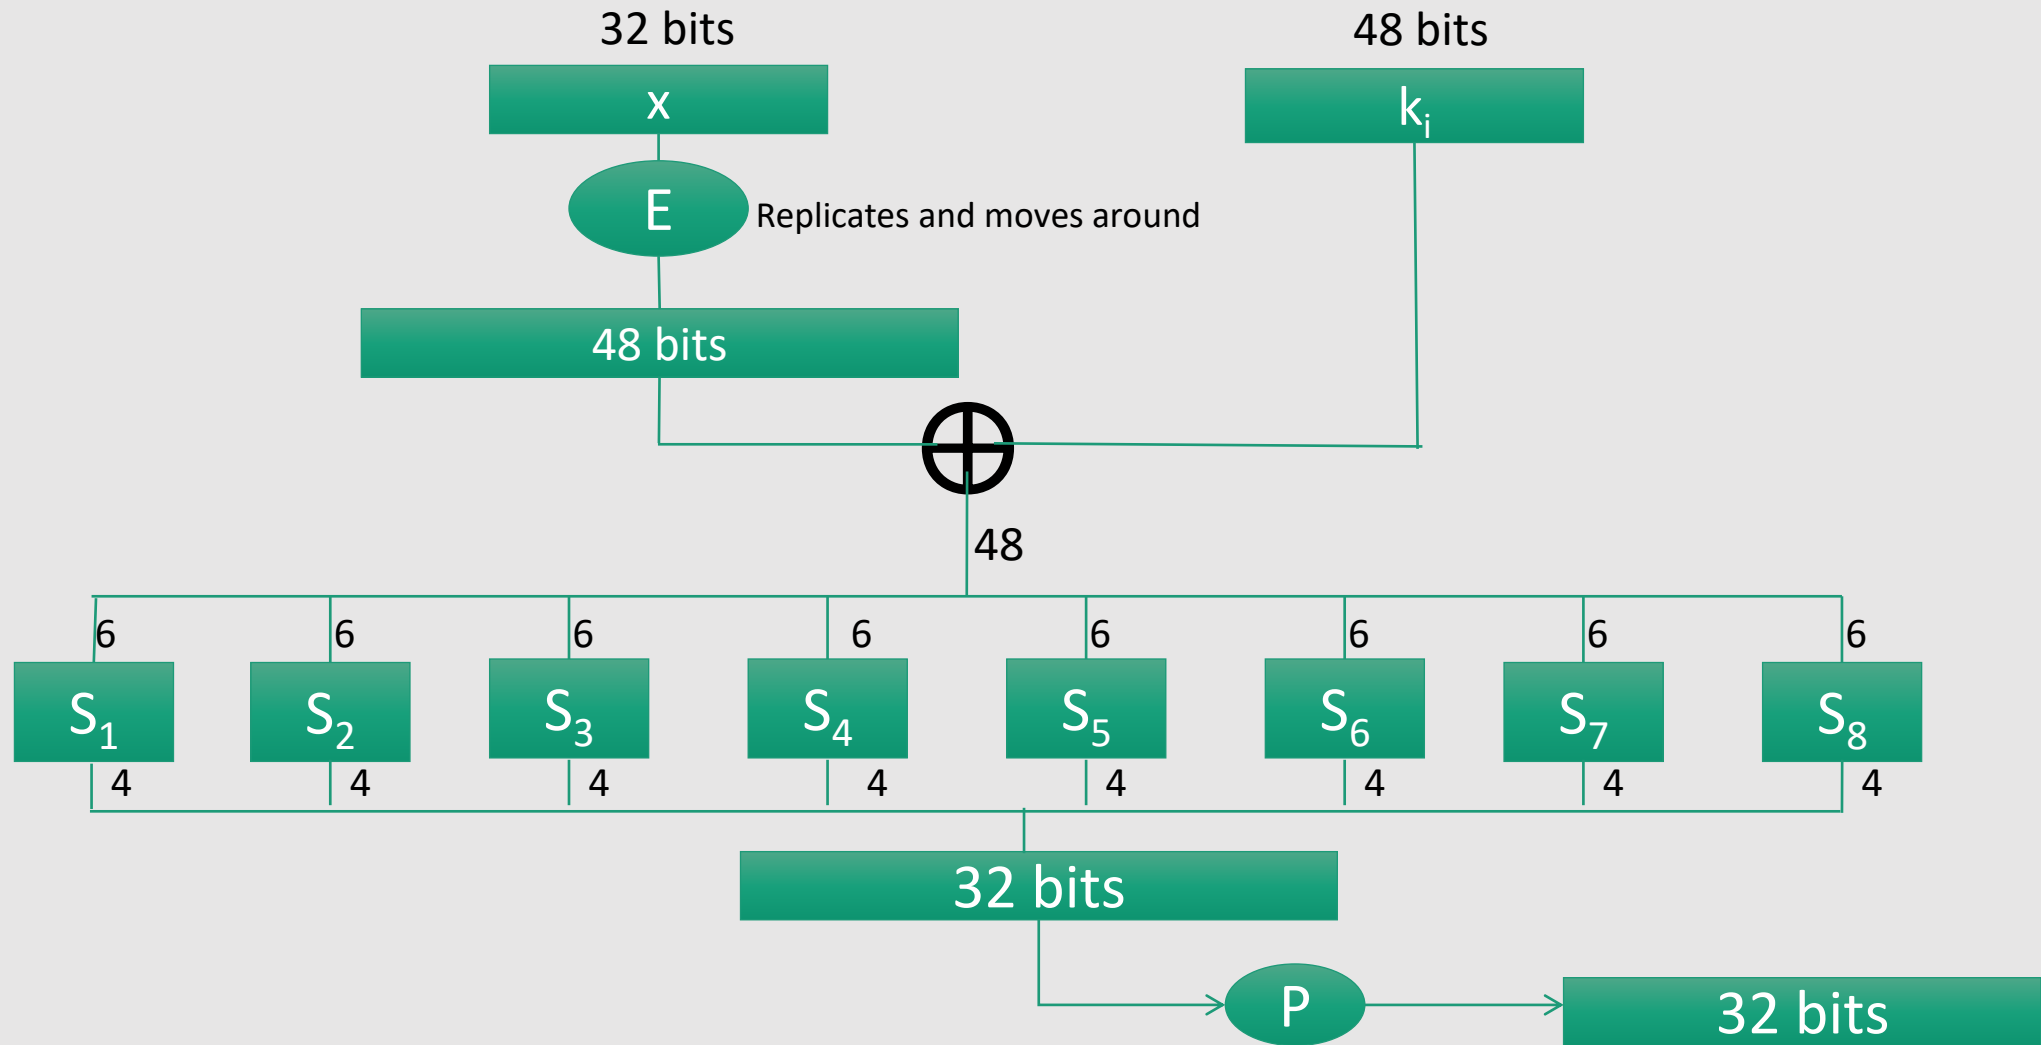 32 bits 48 bits
x kᵢ
E Replicates and moves around
48 bits
48
6 6 6 6 6 6 6 6
S₁ S₂ S₃ S₄ S₅ S₆ S₇ S₈
4 4 4 4 4 4 4 4
32 bits
P 32 bits